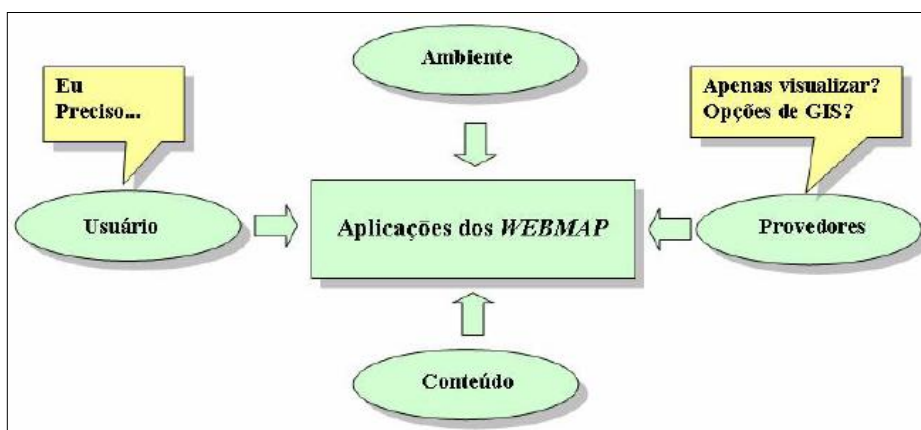 Ambiente
Eu
Preciso...
Apenas visualizar?
Opções de GIS?
Usuário
Aplicações dos WEBMAP
Provedores
Conteúdo